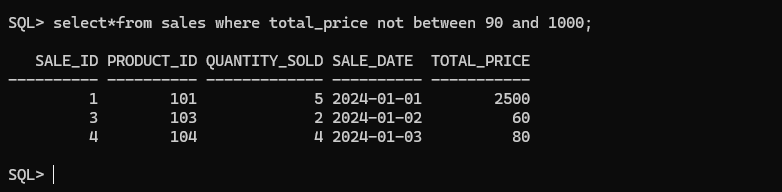 SQL> select*from sales where total_price not between 90 and 1000;
SALE_ID PRODUCT_ID QUANTITY_SOLD SALE_DATE TOTAL_PRICE
---------- ---------- ------------- ---------- -----------
1 101 5 2024-01-01 2500
3 103 2 2024-01-02 60
4 104 4 2024-01-03 80
SQL>